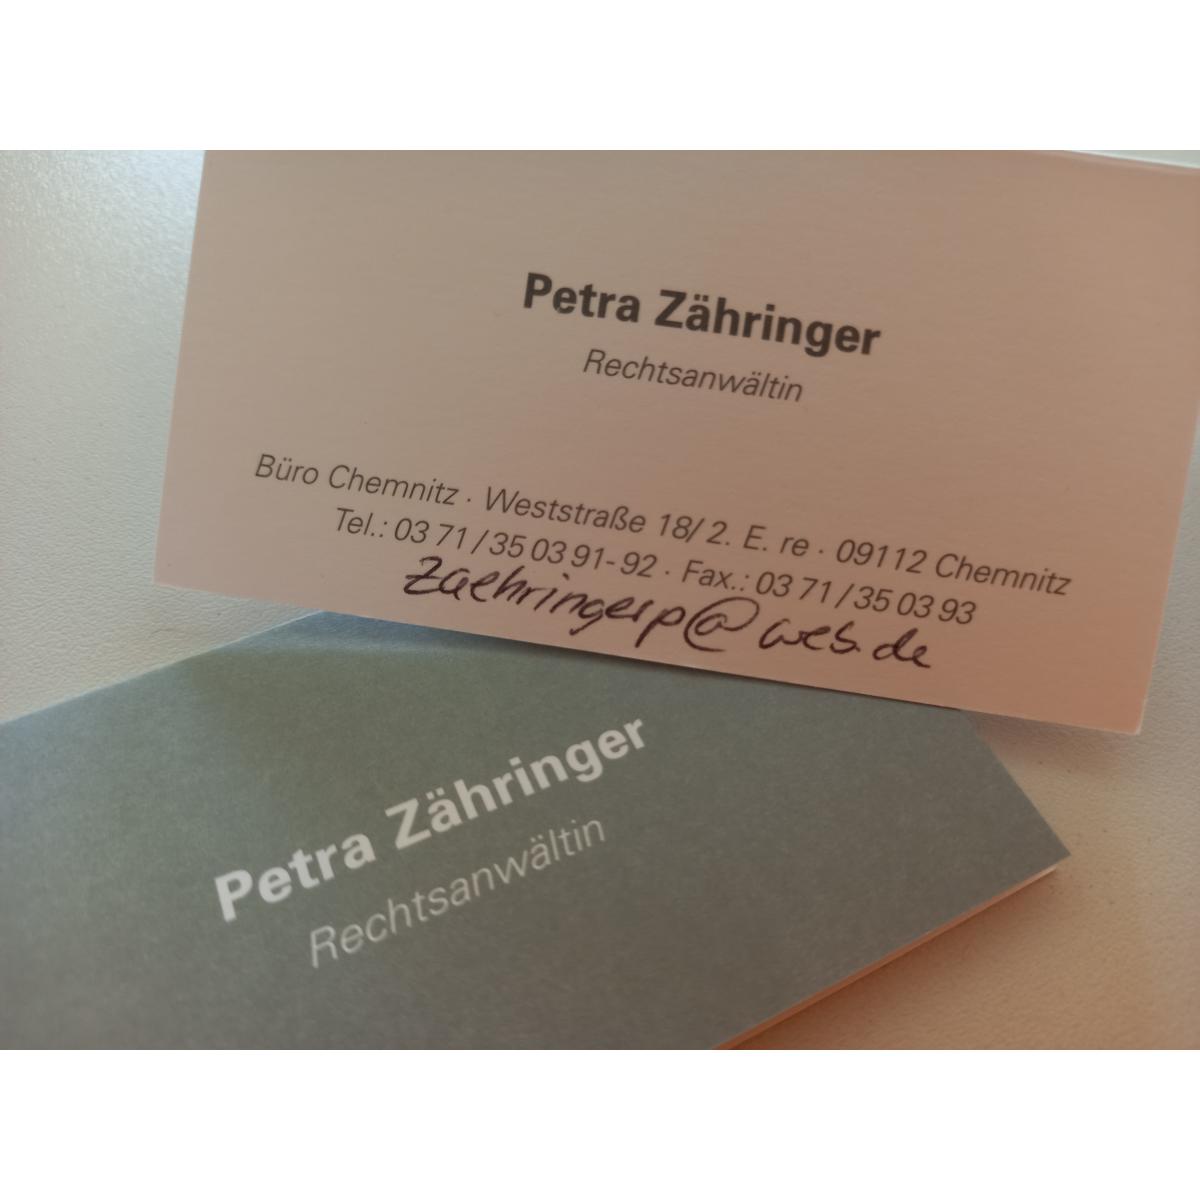 Petra Zähringer
Rechtsanwältin
Büro Chemnitz · Weststraße 18/ 2. E. re · 09112 Chemnitz
Tel.: 03 71 / 35 03 91- 92 · Fax.: 03 71 / 35 03 93
zaehringerp@web.de
Petra Zähringer
Rechtsanwältin